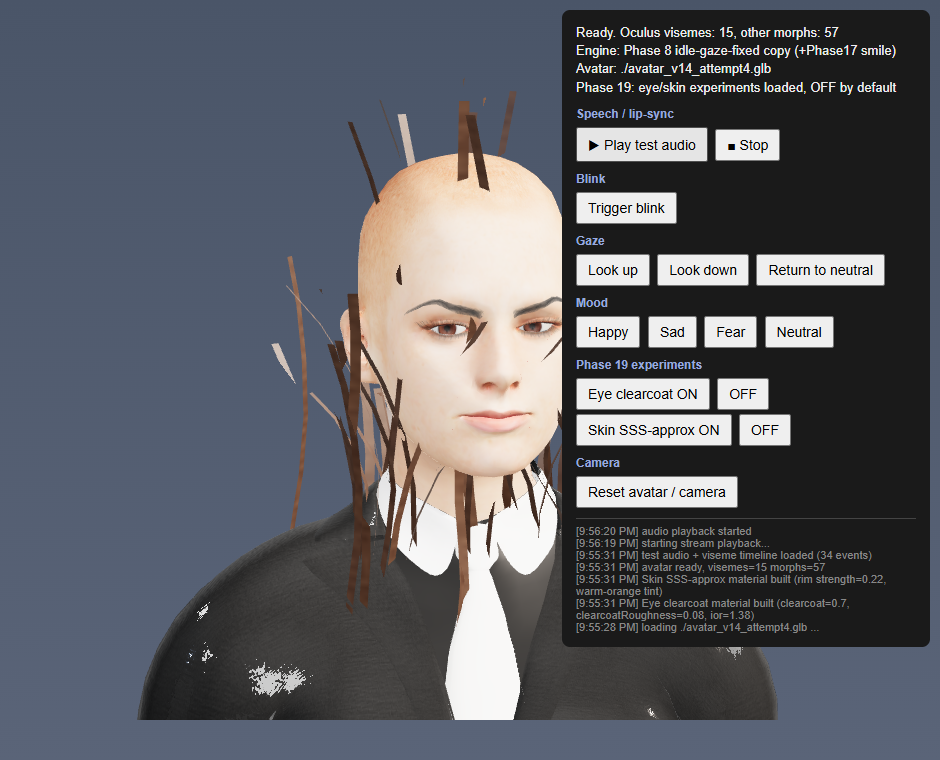 Ready. Oculus visemes: 15, other morphs: 57
Engine: Phase 8 idle-gaze-fixed copy (+Phase17 smile)
Avatar: ./avatar_v14_attempt4.glb
Phase 19: eye/skin experiments loaded, OFF by default
Speech / lip-sync
▶ Play test audio ■ Stop
Blink
Trigger blink
Gaze
Look up Look down Return to neutral
Mood
Happy Sad Fear Neutral
Phase 19 experiments
Eye clearcoat ON OFF
Skin SSS-approx ON OFF
Camera
Reset avatar / camera
[9:56:20 PM] audio playback started
[9:56:19 PM] starting stream playback...
[9:55:31 PM] test audio + viseme timeline loaded (34 events)
[9:55:31 PM] avatar ready, visemes=15 morphs=57
[9:55:31 PM] Skin SSS-approx material built (rim strength=0.22,
warm-orange tint)
[9:55:31 PM] Eye clearcoat material built (clearcoat=0.7,
clearcoatRoughness=0.08, ior=1.38)
[9:55:28 PM] loading ./avatar_v14_attempt4.glb ...